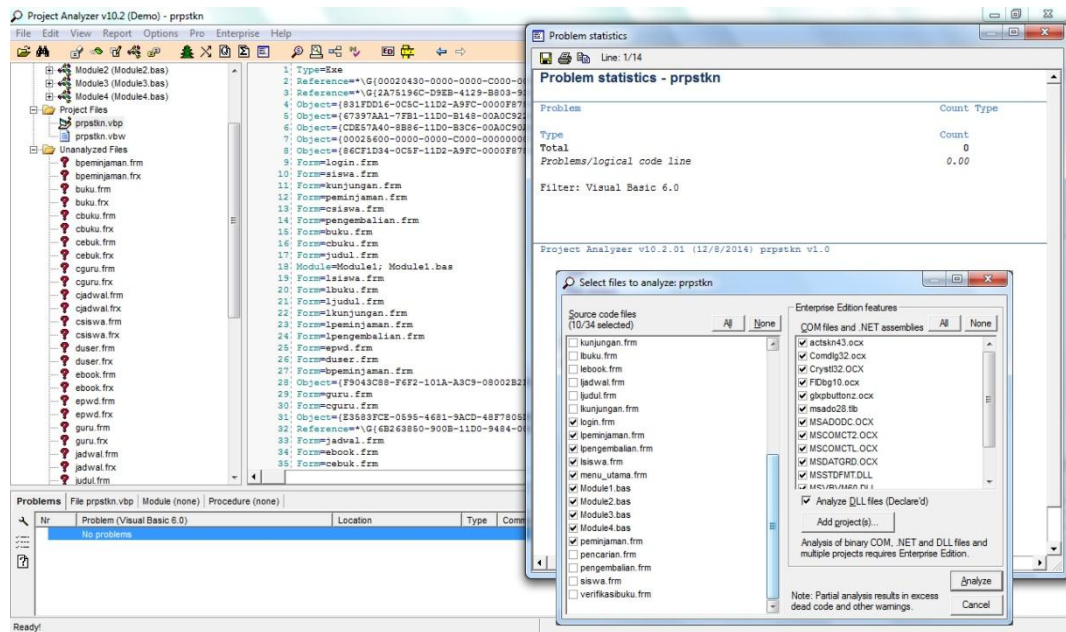 Project Analyzer v10.2 (Demo) - prpstkn
File Edit View Report Options Pro Enterprise Help
Module2 (Module2.bas)
Module3 (Module3.bas)
Module4 (Module4.bas)
Project Files
prpstkn.vbp
prpstkn.vbw
Unanalyzed Files
bpeminjaman.frm
bpeminjaman.frx
buku.frm
buku.frx
cbuku.frm
cbuku.frx
cebuk.frm
cebuk.frx
cguru.frm
cguru.frx
cjadwal.frm
cjadwal.frx
csiswa.frm
csiswa.frx
duser.frm
duser.frx
ebook.frm
ebook.frx
epwd.frm
epwd.frx
guru.frm
guru.frx
jadwal.frm
jadwal.frx
judul.frm
1 Type=Exe
2 Reference=*\G{00020430-0000-0000-C000-00
3 Reference=*\G{2A75196C-D9EB-4129-B803-93
4 Object={831FDD16-0C5C-11D2-A9FC-0000F875
5 Object={67397AA1-7FB1-11D0-B148-00A0C922
6 Object={CDE57A40-8B86-11D0-B3C6-00A0C90A
7 Object={00025600-0000-0000-C000-00000000
8 Object={86CF1D34-0C5F-11D2-A9FC-0000F875
9 Form=login.frm
10 Form=siswa.frm
11 Form=kunjungan.frm
12 Form=peminjaman.frm
13 Form=csiswa.frm
14 Form=pengembalian.frm
15 Form=buku.frm
16 Form=cbuku.frm
17 Form=judul.frm
18 Module=Module1; Module1.bas
19 Form=lsiswa.frm
20 Form=lbuku.frm
21 Form=ljudul.frm
22 Form=lkunjungan.frm
23 Form=lpeminjaman.frm
24 Form=lpengembalian.frm
25 Form=epwd.frm
26 Form=duser.frm
27 Form=bpeminjaman.frm
28 Object={F9043C88-F6F2-101A-A3C9-08002B2
29 Form=guru.frm
30 Form=cguru.frm
31 Object={E3583FCE-0595-4681-9ACD-48F7805
32 Reference=*\G{6B263850-900B-11D0-9484-00
33 Form=jadwal.frm
34 Form=ebook.frm
35 Form=cebuk.frm
Problems File prpstkn.vbp Module (none) Procedure (none)
Nr Problem (Visual Basic 6.0) Location Type Comm
No problems
Ready!
Problem statistics
Line: 1/14
Problem statistics - prpstkn
Problem Count Type
Type Count
Total 0
Problems/logical code line 0.00
Filter: Visual Basic 6.0
Project Analyzer v10.2.01 (12/8/2014) prpstkn v1.0
Select files to analyze: prpstkn
Source code files
(10/34 selected)
All None
kunjungan.frm
lbuku.frm
lebook.frm
ljadwal.frm
ljudul.frm
lkunjungan.frm
login.frm
lpeminjaman.frm
lpengembalian.frm
lsiswa.frm
menu_utama.frm
Module1.bas
Module2.bas
Module3.bas
Module4.bas
peminjaman.frm
pencarian.frm
pengembalian.frm
siswa.frm
verifikasibuku.frm
Enterprise Edition features
COM files and .NET assemblies All None
actskn43.ocx
Comdlg32.ocx
Crystl32.OCX
FlDbg10.ocx
glxpbuttonz.ocx
msado28.tlb
MSADODC.OCX
MSCOMCT2.OCX
MSCOMCTL.OCX
MSDATGRD.OCX
MSSTDFMT.DLL
MSVBVM60.DLL
Analyze DLL files (Declare'd)
Add project(s)...
Analysis of binary COM, .NET and DLL files and
multiple projects requires Enterprise Edition.
Note: Partial analysis results in excess
dead code and other warnings.
Analyze
Cancel